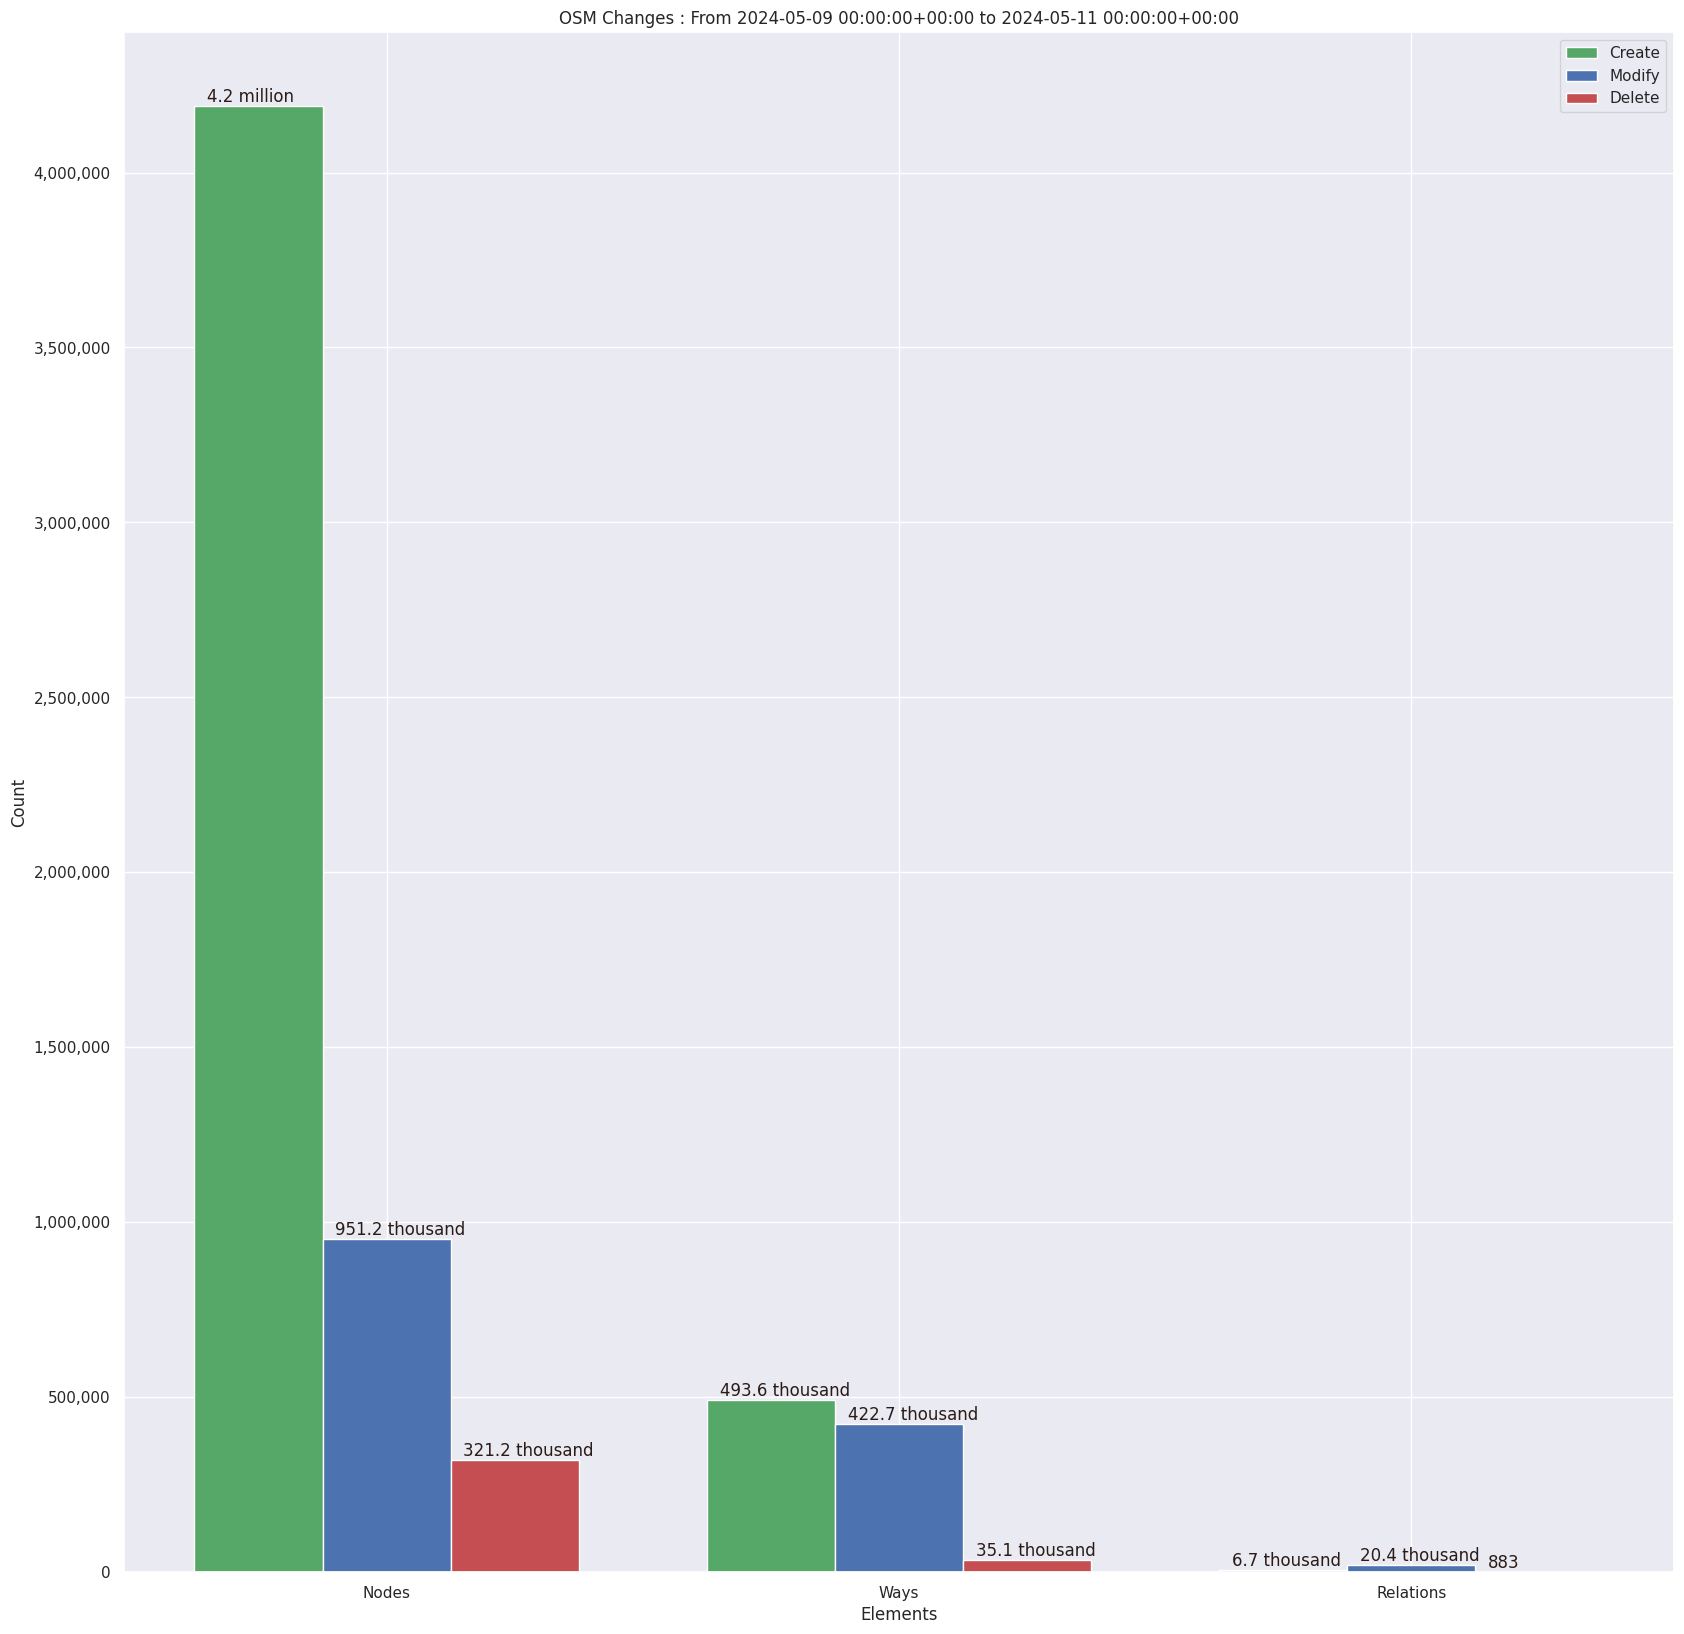 OSM Changes : From 2024-05-09 00:00:00+00:00 to 2024-05-11 00:00:00+00:00
Create
Modify
Delete
4.2 million
4,000,000
3,500,000
3,000,000
2,500,000
2,000,000
1,500,000
1,000,000
500,000
0
Count
951.2 thousand
321.2 thousand
493.6 thousand
422.7 thousand
35.1 thousand
6.7 thousand
20.4 thousand
883
Nodes
Ways
Relations
Elements